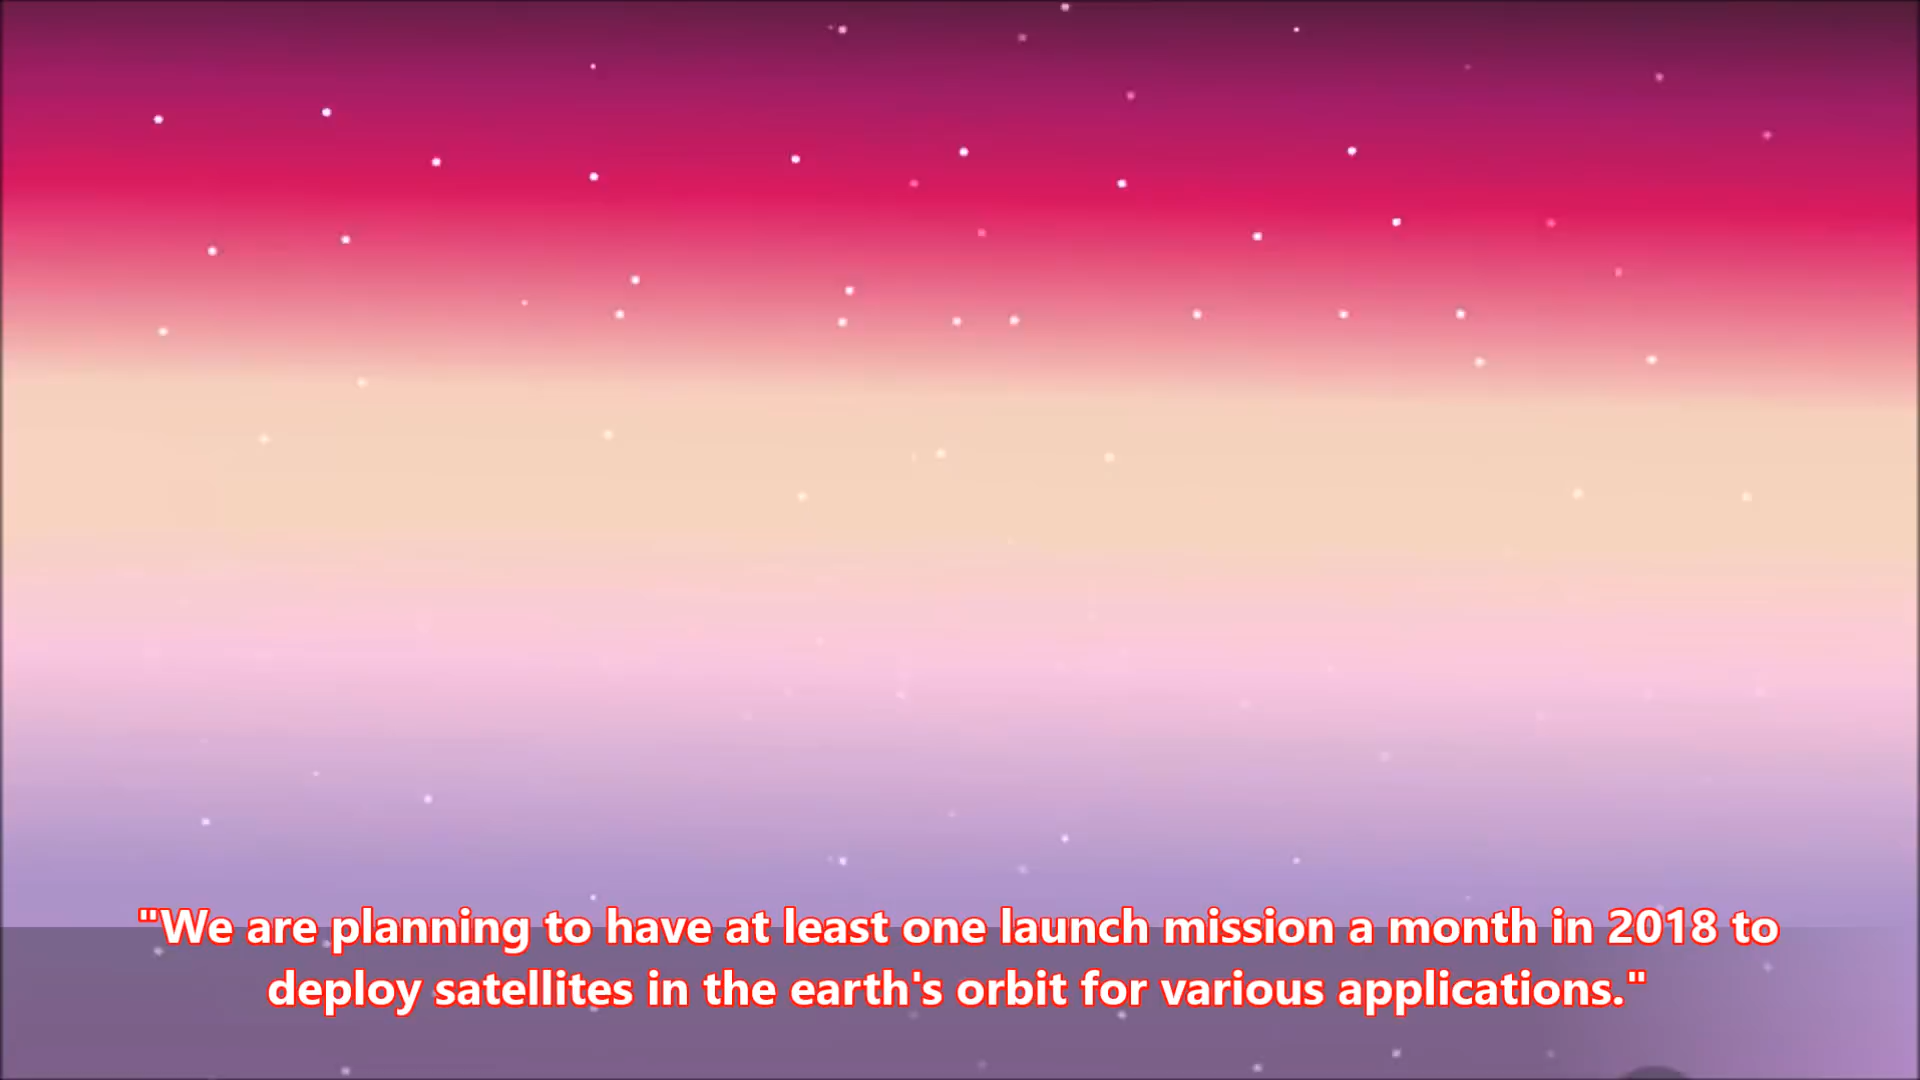 "We are planning to have at least one launch mission a month in 2018 to
deploy satellites in the earth's orbit for various applications."